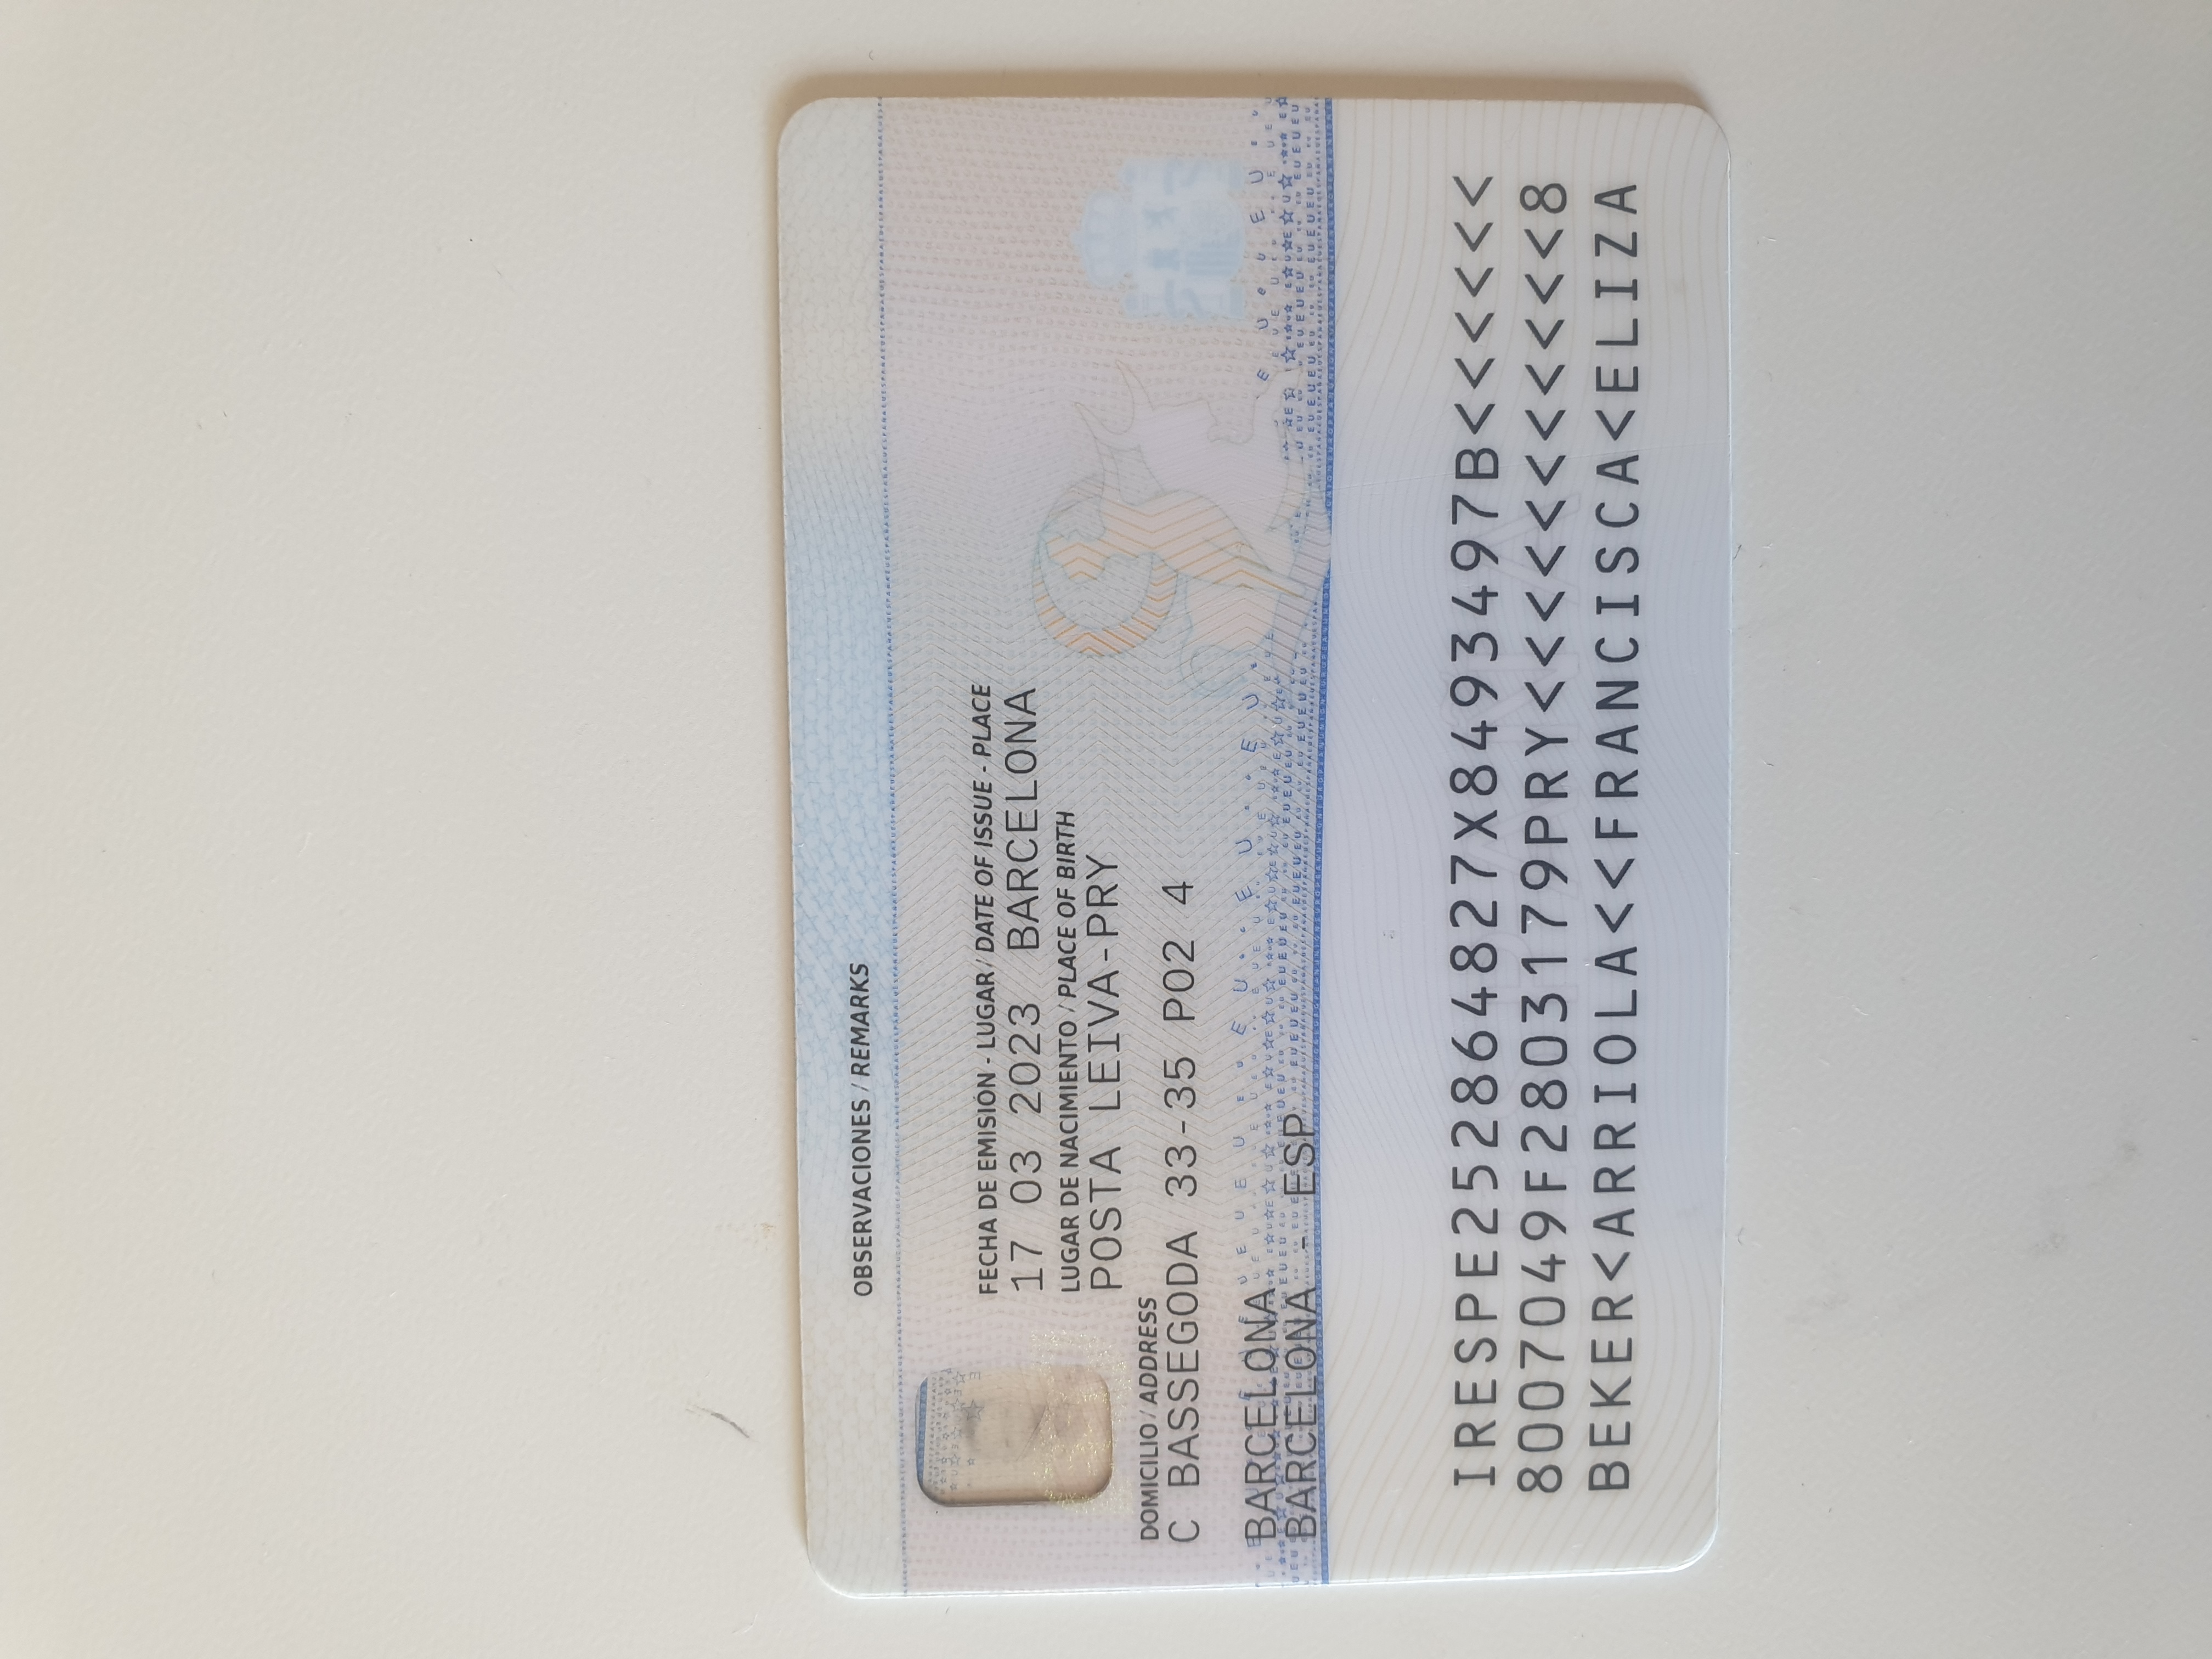 OBSERVACIONES / REMARKS
FECHA DE EMISIÓN - LUGAR / DATE OF ISSUE - PLACE
17 03 2023 BARCELONA
LUGAR DE NACIMIENTO / PLACE OF BIRTH
POSTA LEIVA-PRY
DOMICILIO / ADDRESS
C BASSEGODA 33-35 P02 4
BARCELONA
BARCELONA - ESP
IRESPE252864827X8493497B<<<<<<
8007049F2803179PRY<<<<<<<<<<<8
BEKER<ARRIOLA<<FRANCISCA<ELIZA